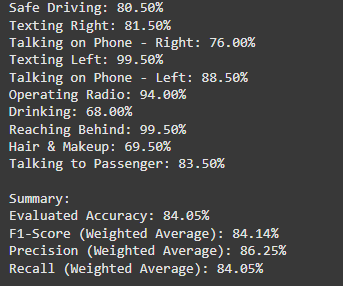 Safe Driving: 80.50%
Texting Right: 81.50%
Talking on Phone - Right: 76.00%
Texting Left: 99.50%
Talking on Phone - Left: 88.50%
Operating Radio: 94.00%
Drinking: 68.00%
Reaching Behind: 99.50%
Hair & Makeup: 69.50%
Talking to Passenger: 83.50%

Summary:
Evaluated Accuracy: 84.05%
F1-Score (Weighted Average): 84.14%
Precision (Weighted Average): 86.25%
Recall (Weighted Average): 84.05%